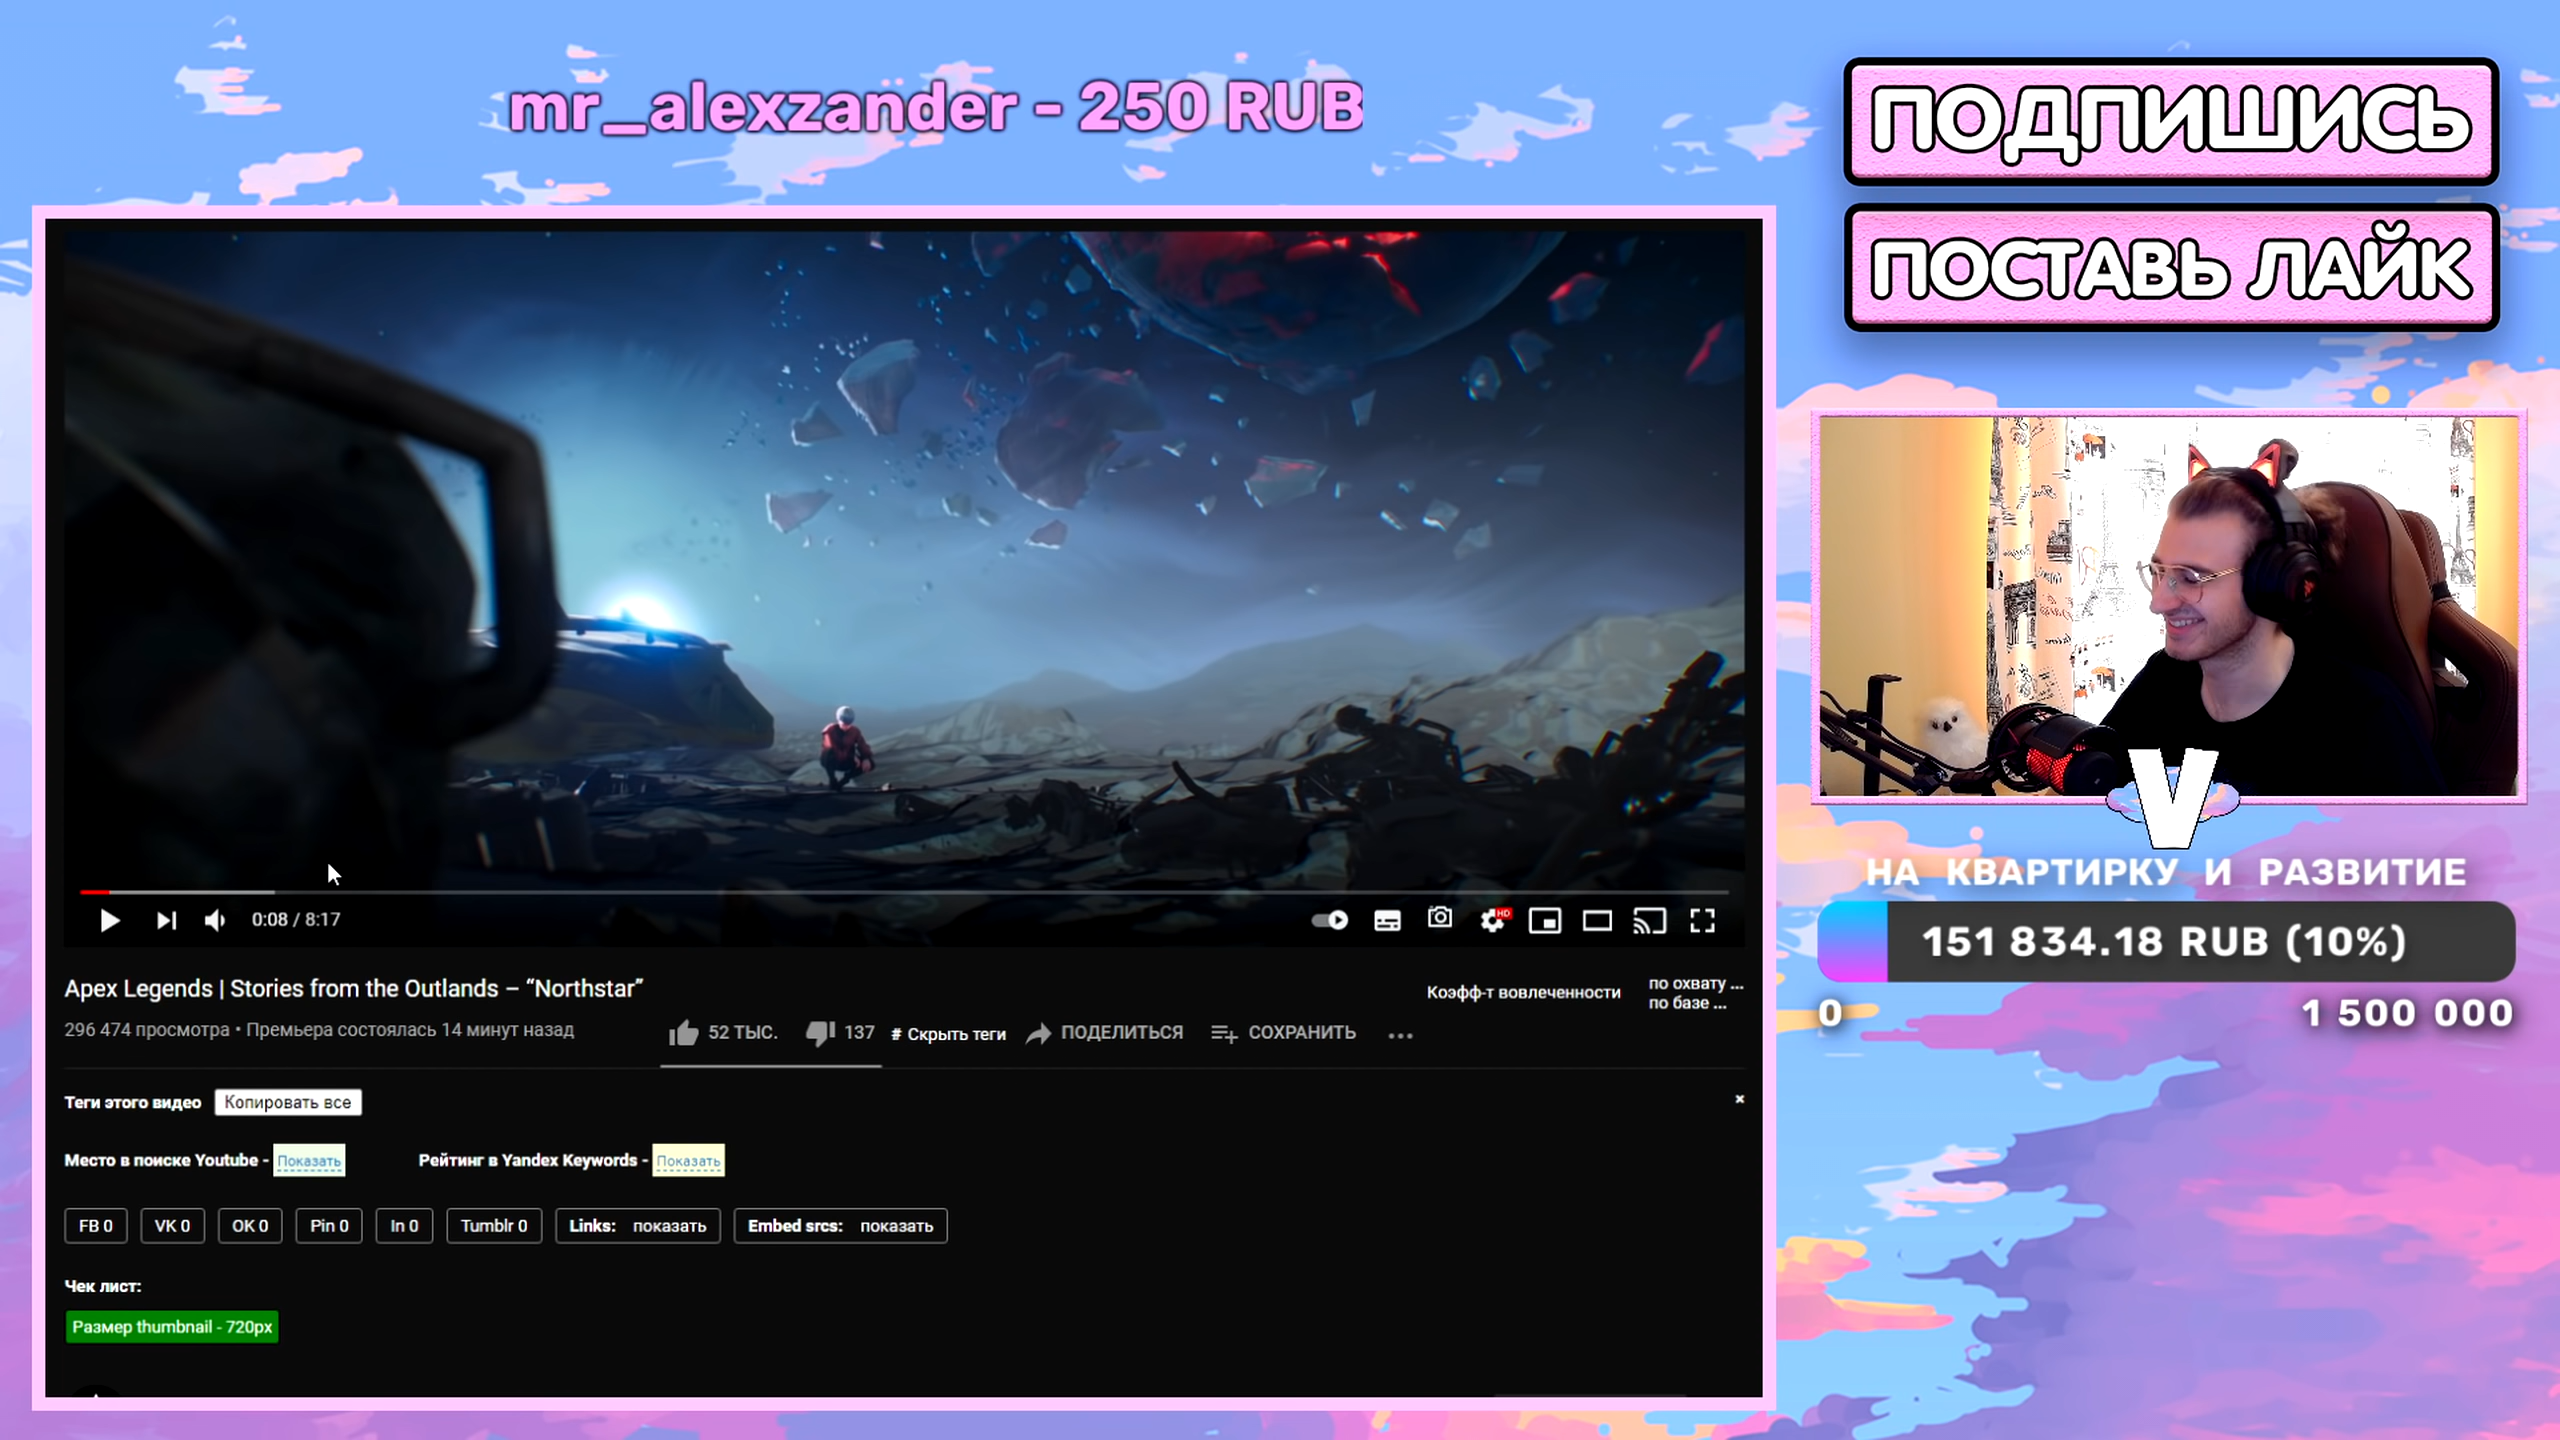 mr_alexzander - 250 RUB
ПОДПИШИСЬ
ПОСТАВЬ ЛАЙК
HD
0:08 / 8:17
Apex Legends | Stories from the Outlands – “Northstar”
296 474 просмотра • Премьера состоялась 14 минут назад
52 ТЫС.
137
# Скрыть теги
ПОДЕЛИТЬСЯ
СОХРАНИТЬ
Коэфф-т вовлеченности
по охвату ...
по базе ...
Теги этого видео
Копировать все
×
Место в поиске Youtube - Показать
Рейтинг в Yandex Keywords - Показать
FB 0
VK 0
OK 0
Pin 0
In 0
Tumblr 0
Links: показать
Embed srcs: показать
Чек лист:
Размер thumbnail - 720px
V
НА КВАРТИРКУ И РАЗВИТИЕ
151 834.18 RUB (10%)
0
1 500 000